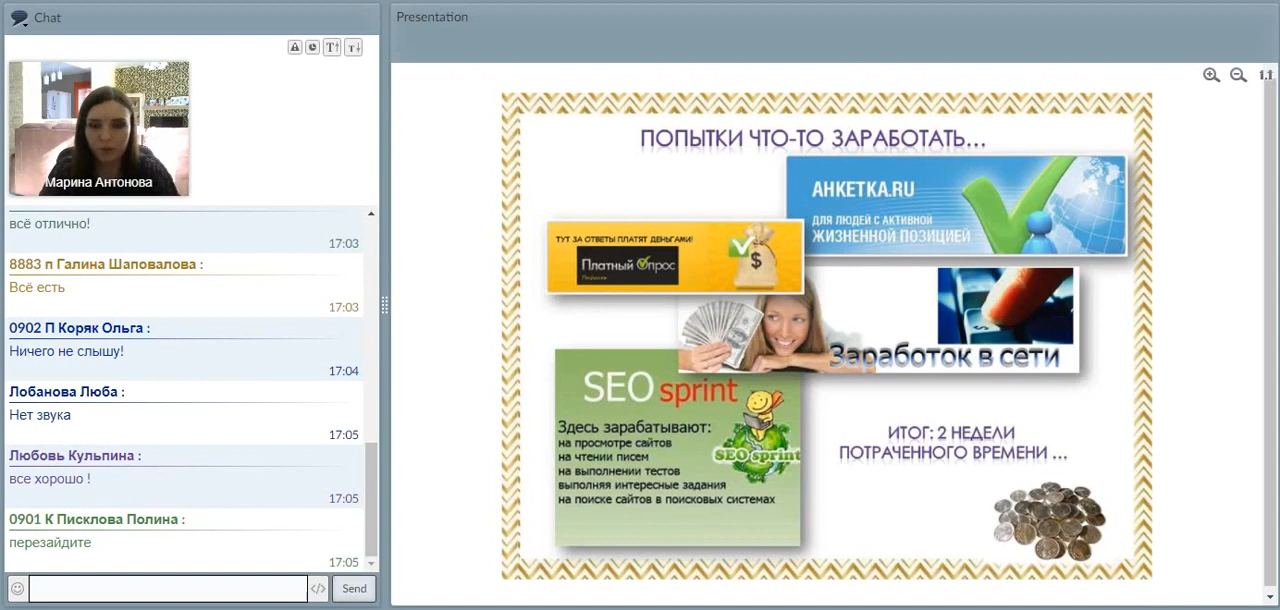 Chat
Марина Антонова
всё отлично!
17:03
8883 п Галина Шаповалова :
Всё есть
17:03
0902 П Коряк Ольга :
Ничего не слышу!
17:04
Лобанова Люба :
Нет звука
17:05
Любовь Кульпина :
все хорошо !
17:05
0901 К Писклова Полина :
перезайдите
17:05
Send
Presentation
1.1
ПОПЫТКИ ЧТО-ТО ЗАРАБОТАТЬ...
АНКЕТКА.RU
ДЛЯ ЛЮДЕЙ С АКТИВНОЙ
ЖИЗНЕННОЙ ПОЗИЦИЕЙ
ТУТ ЗА ОТВЕТЫ ПЛАТЯТ ДЕНЬГАМИ!
Платный Опрос
$
Заработок в сети
SEO sprint
Здесь зарабатывают:
на просмотре сайтов
на чтении писем
на выполнении тестов
выполняя интересные задания
на поиске сайтов в поисковых системах
SEO sprint
ИТОГ: 2 НЕДЕЛИ
ПОТРАЧЕННОГО ВРЕМЕНИ ...